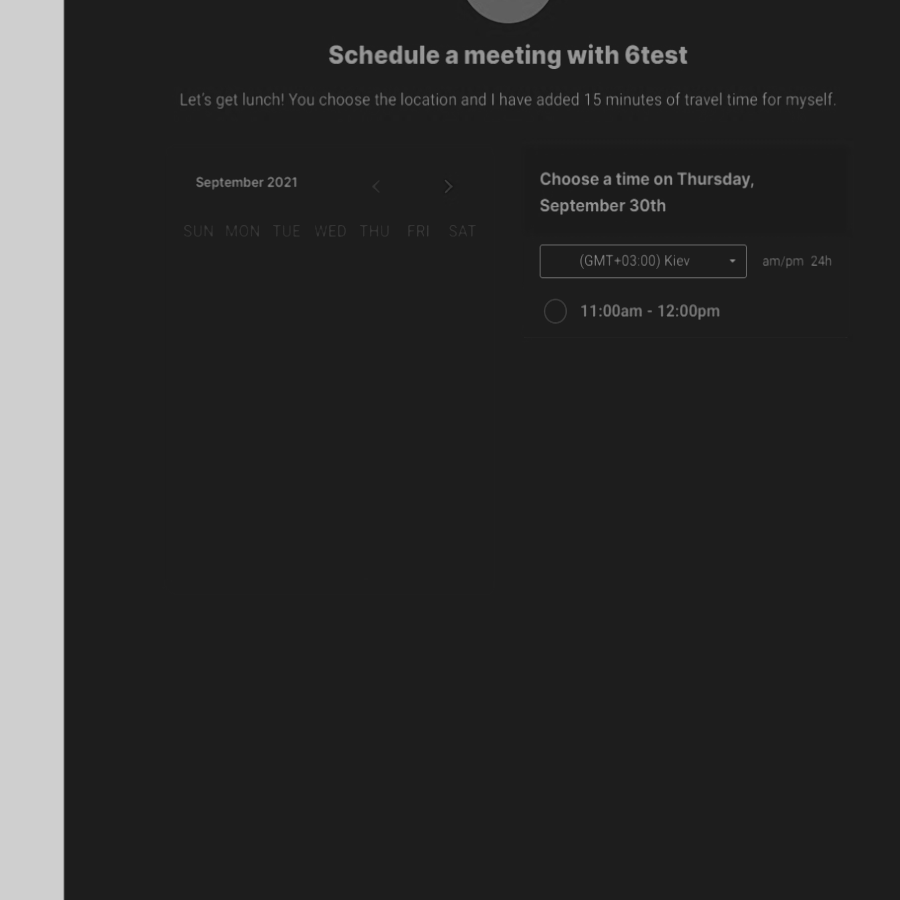 Schedule a meeting with 6test
Let's get lunch! You choose the location and I have added 15 minutes of travel time for myself.
September 2021
SUN MON TUE WED THU FRI SAT
Choose a time on Thursday,
September 30th
(GMT+03:00) Kiev am/pm 24h
11:00am - 12:00pm